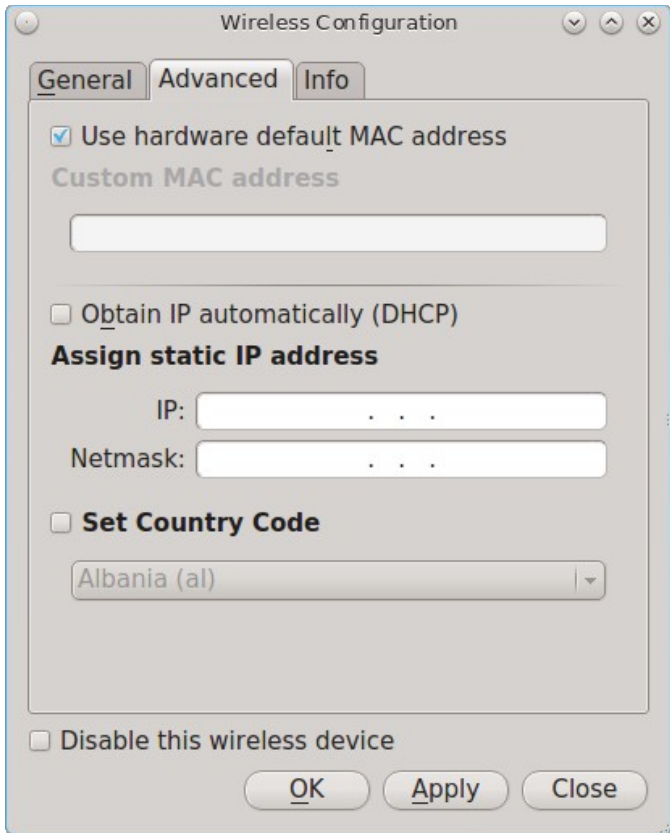 Wireless Configuration
General Advanced Info
Use hardware default MAC address
Custom MAC address
Obtain IP automatically (DHCP)
Assign static IP address
IP: . . .
Netmask: . . .
Set Country Code
Albania (al)
Disable this wireless device
OK Apply Close